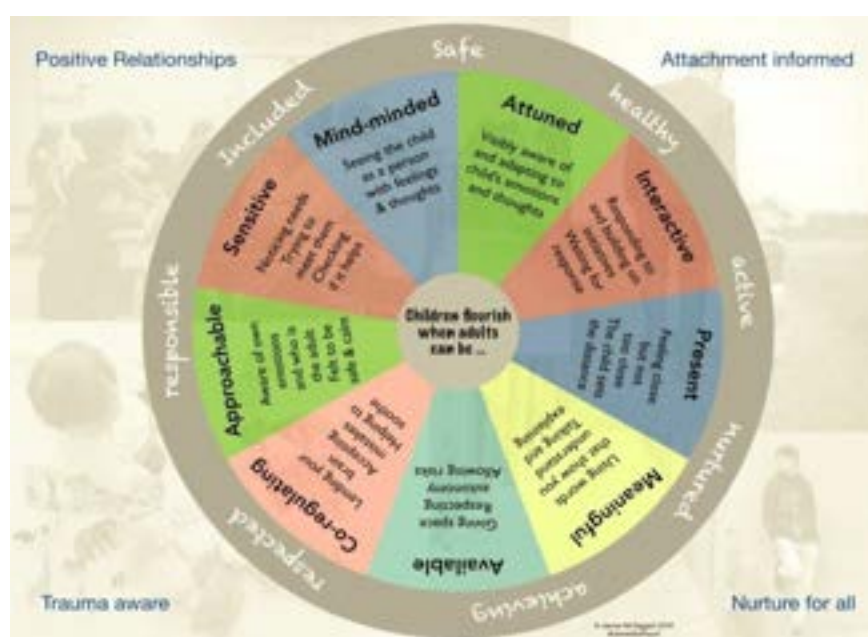 Positive Relationships
Attachment informed
Safe
healthy
active
nurtured
achieving
respected
responsible
Included
Children flourish
when adults
can be ...
Attuned
Visibly aware of
and adapting to
child's emotions
and thoughts
Interactive
Responding to
and building on
initiatives
Waiting for
response
Present
Feeling close
but not
too close
The child sets
the distance
Meaningful
Using words
that show you
understand
Talking and
explaining
Available
Giving space
Respecting
autonomy
Allowing risks
Co-regulating
Lending your
brain
Accepting
mistakes
Helping to
soothe
Approachable
Aware of own
emotions
and who is
the adult
Felt to be
safe & calm
Sensitive
Noticing needs
Trying to
meet them
Checking
if it helps
Mind-minded
Seeing the child
as a person
with feelings
& thoughts
Trauma aware
Nurture for all